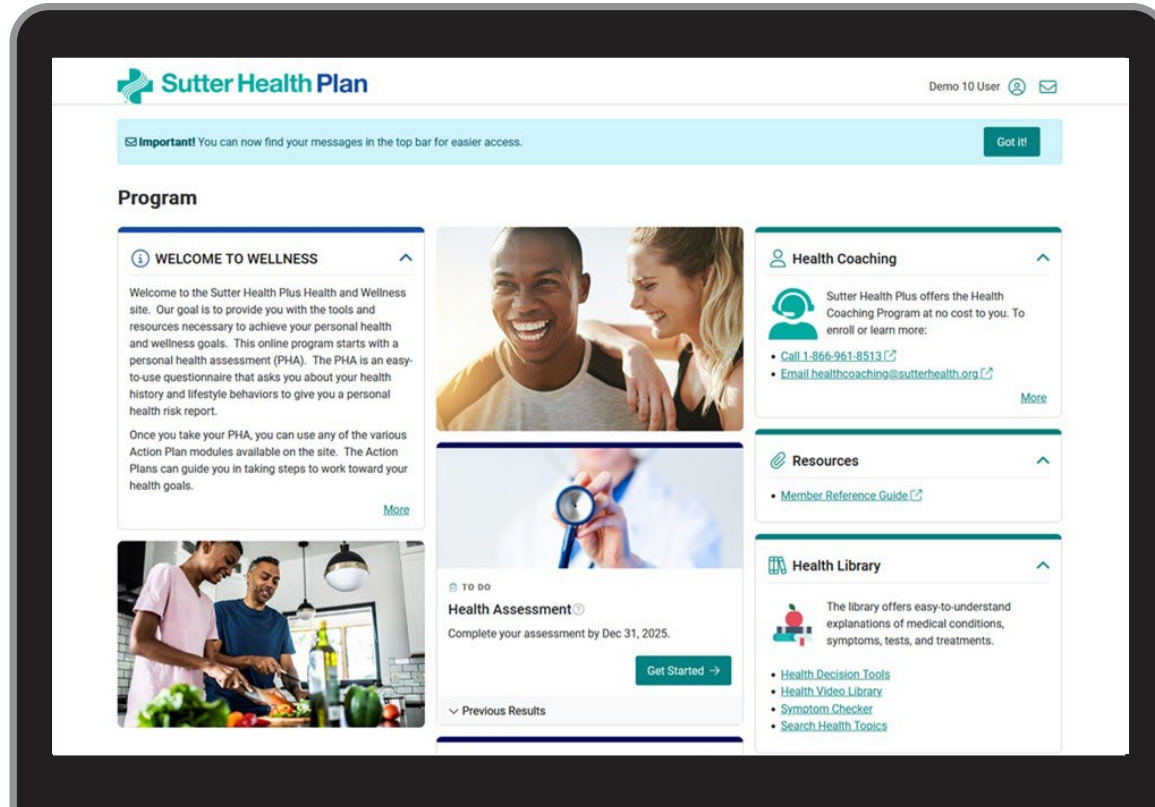 Sutter Health Plan
Demo 10 User
Important! You can now find your messages in the top bar for easier access.
Got it!
Program
WELCOME TO WELLNESS
Welcome to the Sutter Health Plus Health and Wellness
site. Our goal is to provide you with the tools and
resources necessary to achieve your personal health
and wellness goals. This online program starts with a
personal health assessment (PHA). The PHA is an easy-
to-use questionnaire that asks you about your health
history and lifestyle behaviors to give you a personal
health risk report.
Once you take your PHA, you can use any of the various
Action Plan modules available on the site. The Action
Plans can guide you in taking steps to work toward your
health goals.
More
TO DO
Health Assessment
Complete your assessment by Dec 31, 2025.
Get Started →
Previous Results
Health Coaching
Sutter Health Plus offers the Health
Coaching Program at no cost to you. To
enroll or learn more:
• Call 1-866-961-8513
• Email healthcoaching@sutterhealth.org
More
Resources
• Member Reference Guide
Health Library
The library offers easy-to-understand
explanations of medical conditions,
symptoms, tests, and treatments.
• Health Decision Tools
• Health Video Library
• Symptom Checker
• Search Health Topics